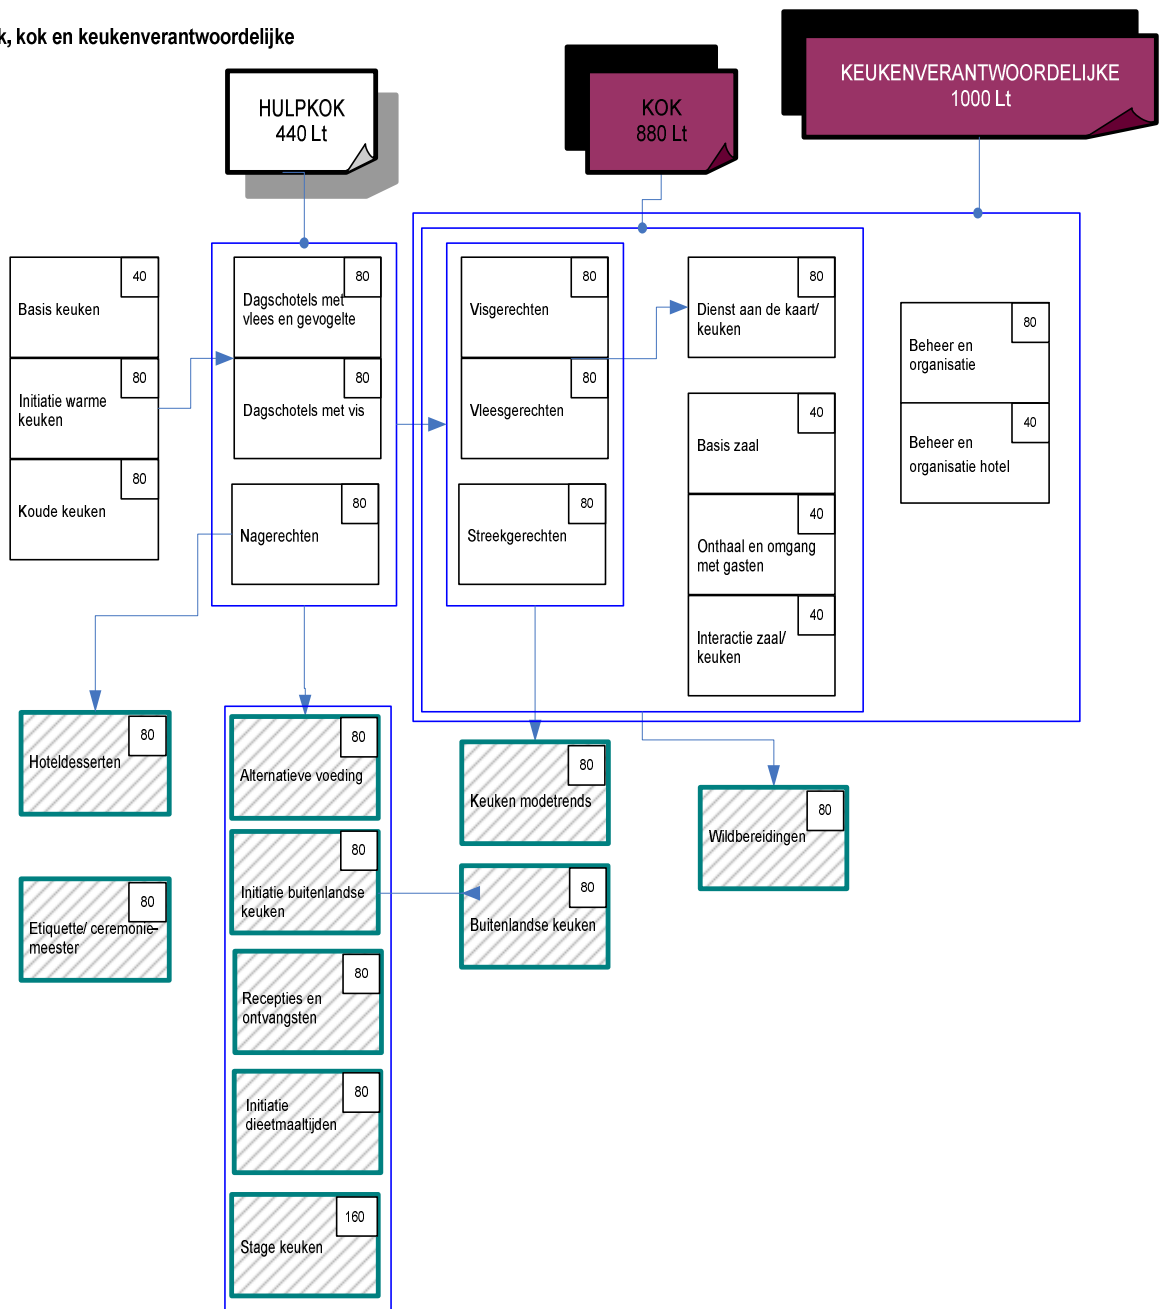 k, kok en keukenverantwoordelijke
HULPKOK
440 Lt
KOK
880 Lt
KEUKENVERANTWOORDELIJKE
1000 Lt
40
Basis keuken
80
Initiatie warme
keuken
80
Koude keuken
80
Dagschotels met
vlees en gevogelte
80
Dagschotels met vis
80
Nagerechten
80
Visgerechten
80
Vleesgerechten
80
Streekgerechten
80
Dienst aan de kaart/
keuken
40
Basis zaal
40
Onthaal en omgang
met gasten
40
Interactie zaal/
keuken
80
Beheer en
organisatie
40
Beheer en
organisatie hotel
80
Hoteldesserten
80
Etiquette/ ceremonie-
meester
80
Alternatieve voeding
80
Initiatie buitenlandse
keuken
80
Recepties en
ontvangsten
80
Initiatie
dieetmaaltijden
160
Stage keuken
80
Keuken modetrends
80
Buitenlandse keuken
80
Wildbereidingen